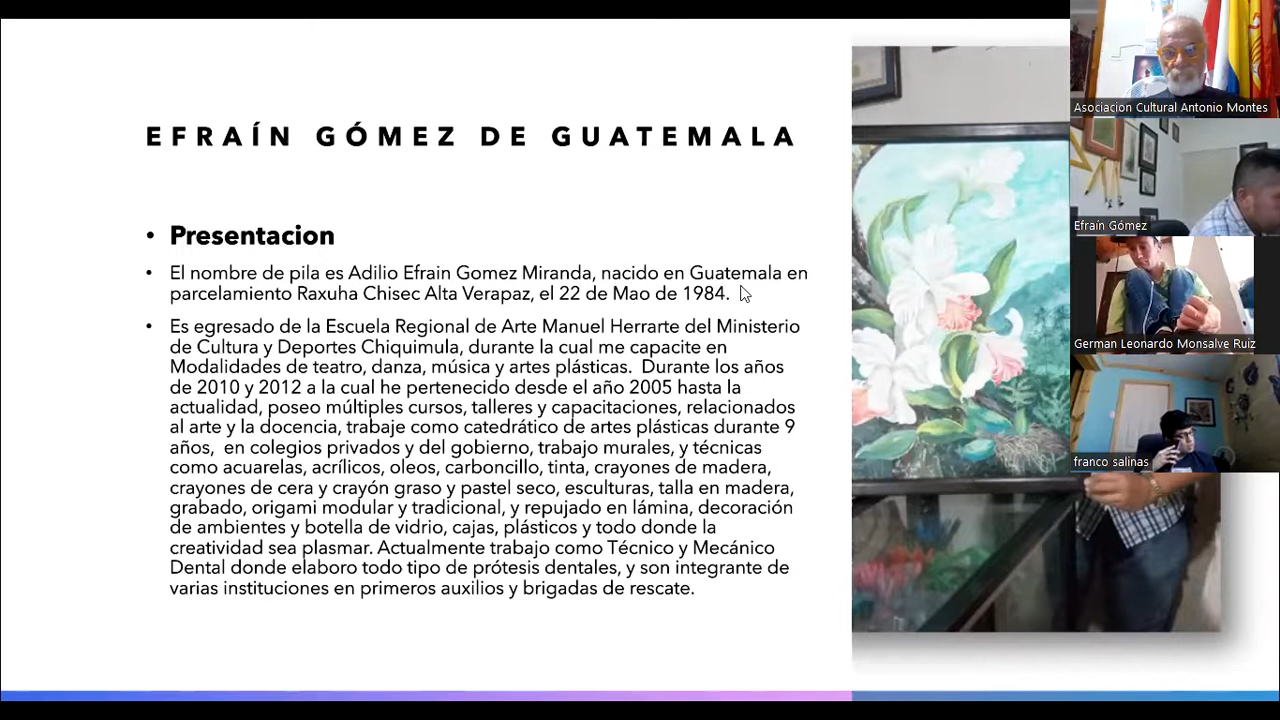 EFRAÍN GÓMEZ DE GUATEMALA
• Presentacion
• El nombre de pila es Adilio Efrain Gomez Miranda, nacido en Guatemala en
parcelamiento Raxuha Chisec Alta Verapaz, el 22 de Mao de 1984.
• Es egresado de la Escuela Regional de Arte Manuel Herrarte del Ministerio
de Cultura y Deportes Chiquimula, durante la cual me capacite en
Modalidades de teatro, danza, música y artes plásticas. Durante los años
de 2010 y 2012 a la cual he pertenecido desde el año 2005 hasta la
actualidad, poseo múltiples cursos, talleres y capacitaciones, relacionados
al arte y la docencia, trabaje como catedrático de artes plásticas durante 9
años, en colegios privados y del gobierno, trabajo murales, y técnicas
como acuarelas, acrílicos, oleos, carboncillo, tinta, crayones de madera,
crayones de cera y crayón graso y pastel seco, esculturas, talla en madera,
grabado, origami modular y tradicional, y repujado en lámina, decoración
de ambientes y botella de vidrio, cajas, plásticos y todo donde la
creatividad sea plasmar. Actualmente trabajo como Técnico y Mecánico
Dental donde elaboro todo tipo de prótesis dentales, y son integrante de
varias instituciones en primeros auxilios y brigadas de rescate.
Asociacion Cultural Antonio Montes
Efraín Gómez
German Leonardo Monsalve Ruiz
franco salinas